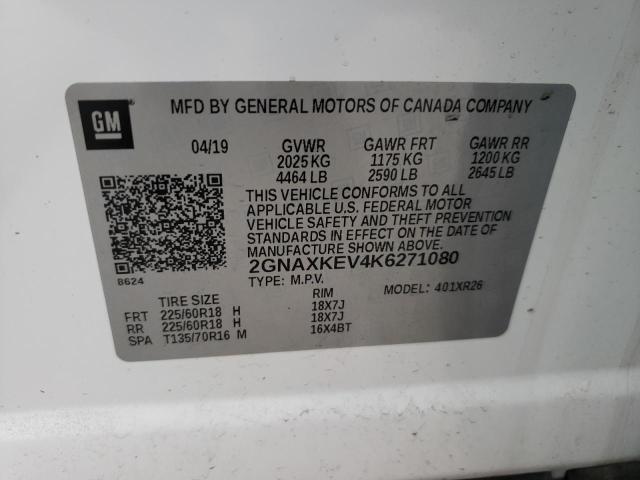 GM
MFD BY GENERAL MOTORS OF CANADA COMPANY
04/19 GVWR GAWR FRT GAWR RR
2025 KG 1175 KG 1200 KG
4464 LB 2590 LB 2645 LB
THIS VEHICLE CONFORMS TO ALL
APPLICABLE U.S. FEDERAL MOTOR
VEHICLE SAFETY AND THEFT PREVENTION
STANDARDS IN EFFECT ON THE DATE OF
MANUFACTURE SHOWN ABOVE.
2GNAXKEV4K6271080
8624
TYPE: M.P.V. MODEL: 401XR26
TIRE SIZE RIM
FRT 225/60R18 H 18X7J
RR 225/60R18 H 18X7J
SPA T135/70R16 M 16X4BT